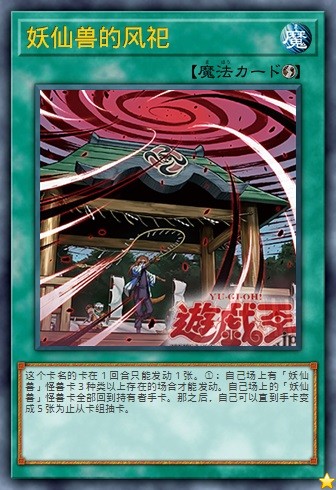 妖仙兽的风祀
魔
【魔法カード】
YU-GI-OH!
遊戯王
这个卡名的卡在１回合只能发动１张。①：自己场上有「妖仙
兽」怪兽卡３种类以上存在的场合才能发动。自己场上的「妖仙
兽」怪兽卡全部回到持有者手卡。那之后，自己可以直到手卡变
成５张为止从卡组抽卡。